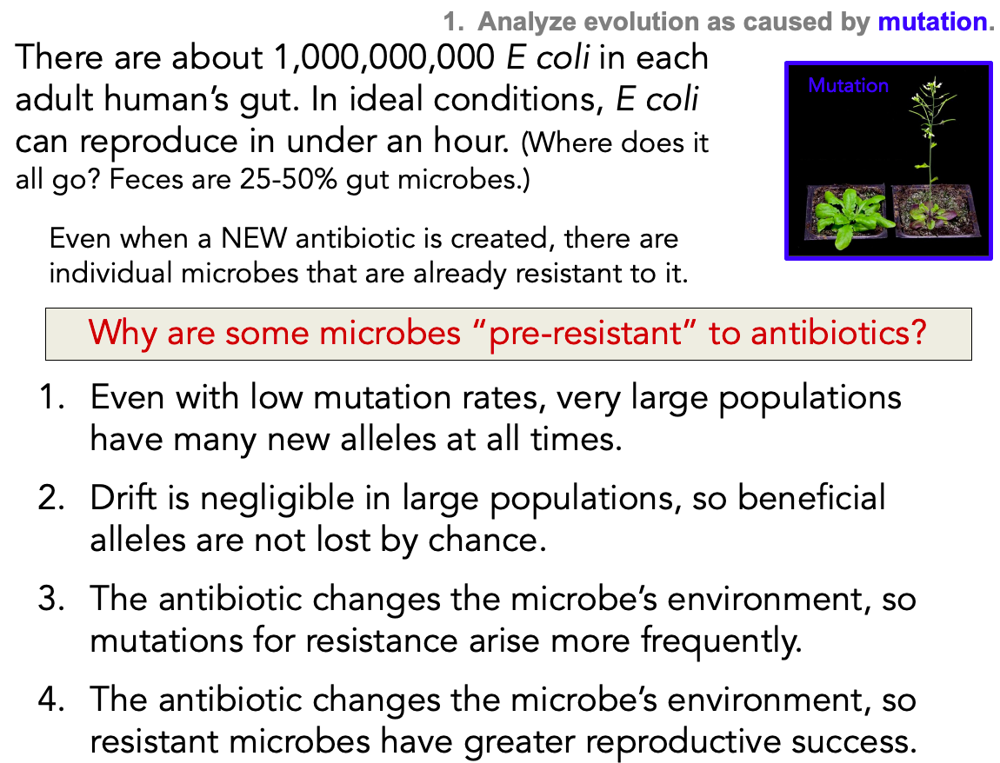 1. Analyze evolution as caused by mutation.
There are about 1,000,000,000 E coli in each
adult human’s gut. In ideal conditions, E coli
can reproduce in under an hour. (Where does it
all go? Feces are 25-50% gut microbes.)
Mutation
Even when a NEW antibiotic is created, there are
individual microbes that are already resistant to it.
Why are some microbes “pre-resistant” to antibiotics?
1. Even with low mutation rates, very large populations
have many new alleles at all times.
2. Drift is negligible in large populations, so beneficial
alleles are not lost by chance.
3. The antibiotic changes the microbe’s environment, so
mutations for resistance arise more frequently.
4. The antibiotic changes the microbe’s environment, so
resistant microbes have greater reproductive success.